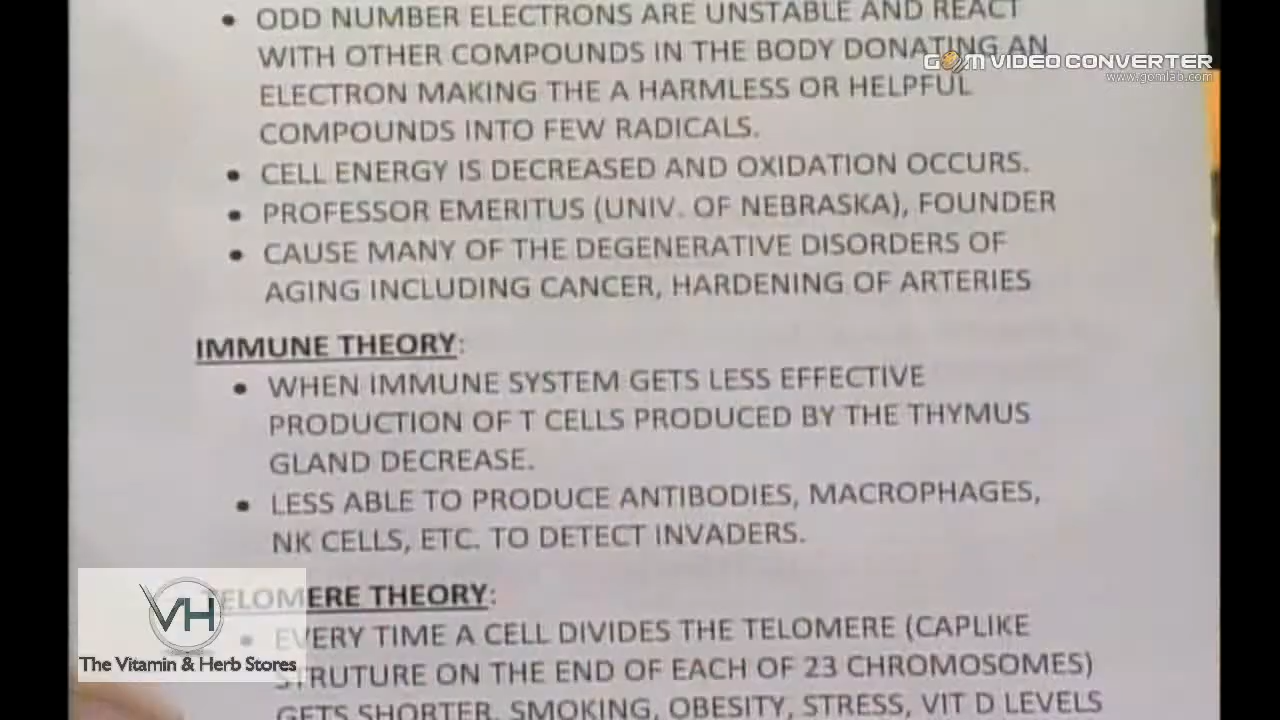 • ODD NUMBER ELECTRONS ARE UNSTABLE AND REACT
WITH OTHER COMPOUNDS IN THE BODY DONATING AN
ELECTRON MAKING THE A HARMLESS OR HELPFUL
COMPOUNDS INTO FEW RADICALS.
• CELL ENERGY IS DECREASED AND OXIDATION OCCURS.
• PROFESSOR EMERITUS (UNIV. OF NEBRASKA), FOUNDER
• CAUSE MANY OF THE DEGENERATIVE DISORDERS OF
AGING INCLUDING CANCER, HARDENING OF ARTERIES
IMMUNE THEORY:
• WHEN IMMUNE SYSTEM GETS LESS EFFECTIVE
PRODUCTION OF T CELLS PRODUCED BY THE THYMUS
GLAND DECREASE.
• LESS ABLE TO PRODUCE ANTIBODIES, MACROPHAGES,
NK CELLS, ETC. TO DETECT INVADERS.
TELOMERE THEORY:
• EVERY TIME A CELL DIVIDES THE TELOMERE (CAPLIKE
STRUTURE ON THE END OF EACH OF 23 CHROMOSOMES)
GETS SHORTER. SMOKING, OBESITY, STRESS, VIT D LEVELS
GOM VIDEO CONVERTER
www.gomlab.com
VH
The Vitamin & Herb Stores